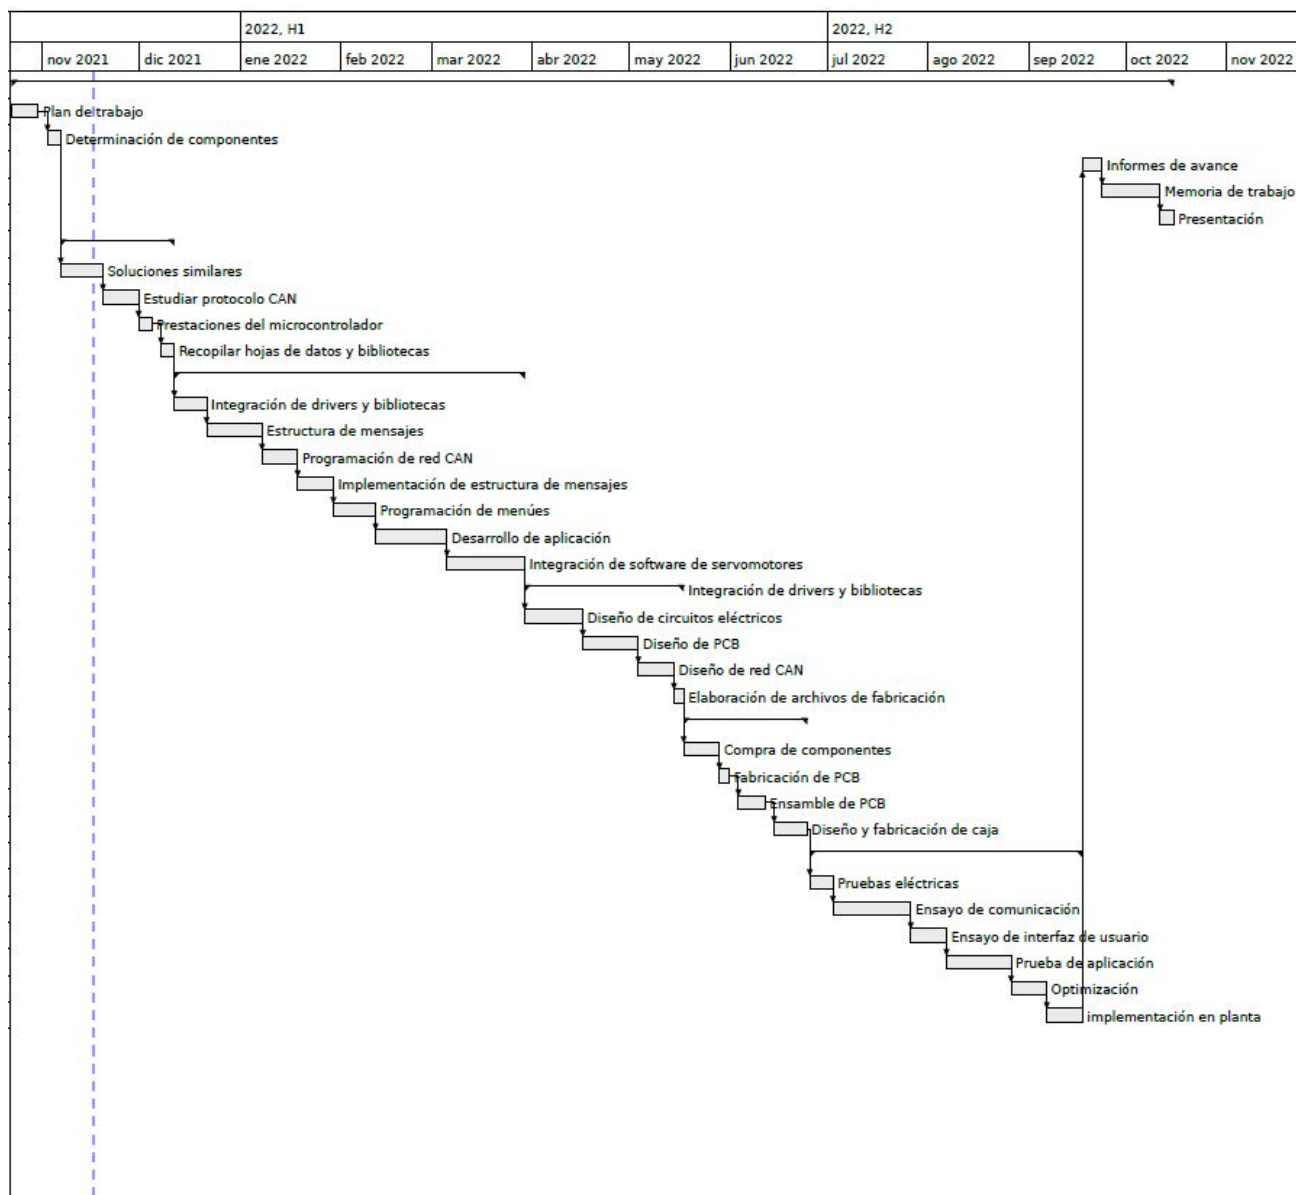 2022, H1 2022, H2
nov 2021 dic 2021 ene 2022 feb 2022 mar 2022 abr 2022 may 2022 jun 2022 jul 2022 ago 2022 sep 2022 oct 2022 nov 2022
Plan de trabajo
Determinación de componentes
Informes de avance
Memoria de trabajo
Presentación
Soluciones similares
Estudiar protocolo CAN
Prestaciones del microcontrolador
Recopilar hojas de datos y bibliotecas
Integración de drivers y bibliotecas
Estructura de mensajes
Programación de red CAN
Implementación de estructura de mensajes
Programación de menúes
Desarrollo de aplicación
Integración de software de servomotores
Integración de drivers y bibliotecas
Diseño de circuitos eléctricos
Diseño de PCB
Diseño de red CAN
Elaboración de archivos de fabricación
Compra de componentes
Fabricación de PCB
Ensamble de PCB
Diseño y fabricación de caja
Pruebas eléctricas
Ensayo de comunicación
Ensayo de interfaz de usuario
Prueba de aplicación
Optimización
implementación en planta